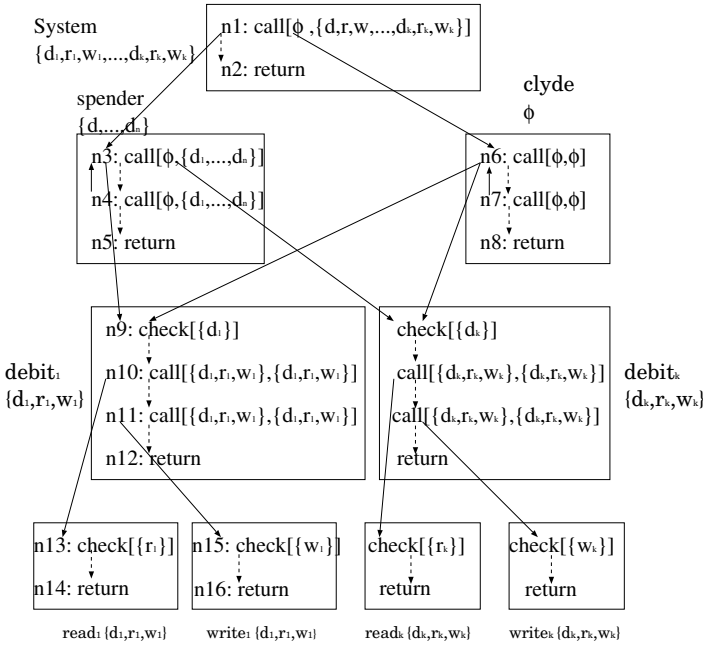 System
{d₁,r₁,w₁,...,dₖ,rₖ,wₖ}
n1: call[ϕ ,{d,r,w,...,dₖ,rₖ,wₖ}]
n2: return
spender
{d,...,dₙ}
clyde
ϕ
n3: call[ϕ,{d₁,...,dₙ}]
n4: call[ϕ,{d₁,...,dₙ}]
n5: return
n6: call[ϕ,ϕ]
n7: call[ϕ,ϕ]
n8: return
debit₁
{d₁,r₁,w₁}
n9: check[{d₁}]
n10: call[{d₁,r₁,w₁},{d₁,r₁,w₁}]
n11: call[{d₁,r₁,w₁},{d₁,r₁,w₁}]
n12: return
check[{dₖ}]
call[{dₖ,rₖ,wₖ},{dₖ,rₖ,wₖ}]
call[{dₖ,rₖ,wₖ},{dₖ,rₖ,wₖ}]
return
debitₖ
{dₖ,rₖ,wₖ}
n13: check[{r₁}]
n14: return
n15: check[{w₁}]
n16: return
check[{rₖ}]
return
check[{wₖ}]
return
read₁ {d₁,r₁,w₁}
write₁ {d₁,r₁,w₁}
readₖ {dₖ,rₖ,wₖ}
writeₖ {dₖ,rₖ,wₖ}